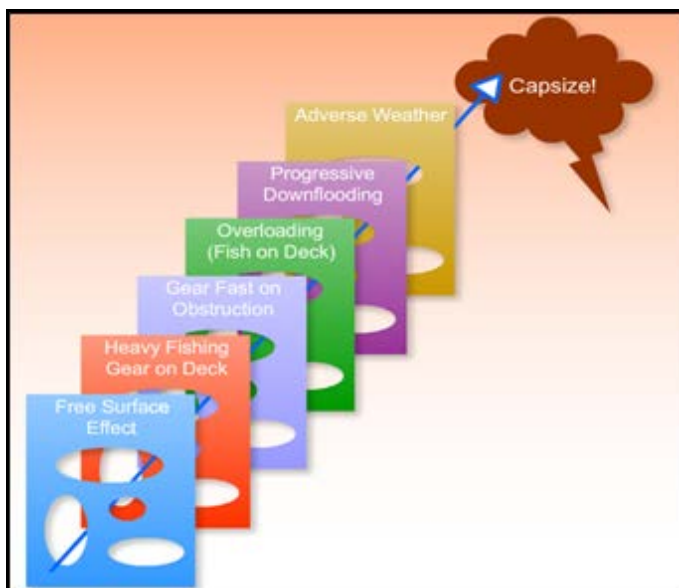 Capsize!
Adverse Weather
Progressive
Downflooding
Overloading
(Fish on Deck)
Gear Fast on
Obstruction
Heavy Fishing
Gear on Deck
Free Surface
Effect